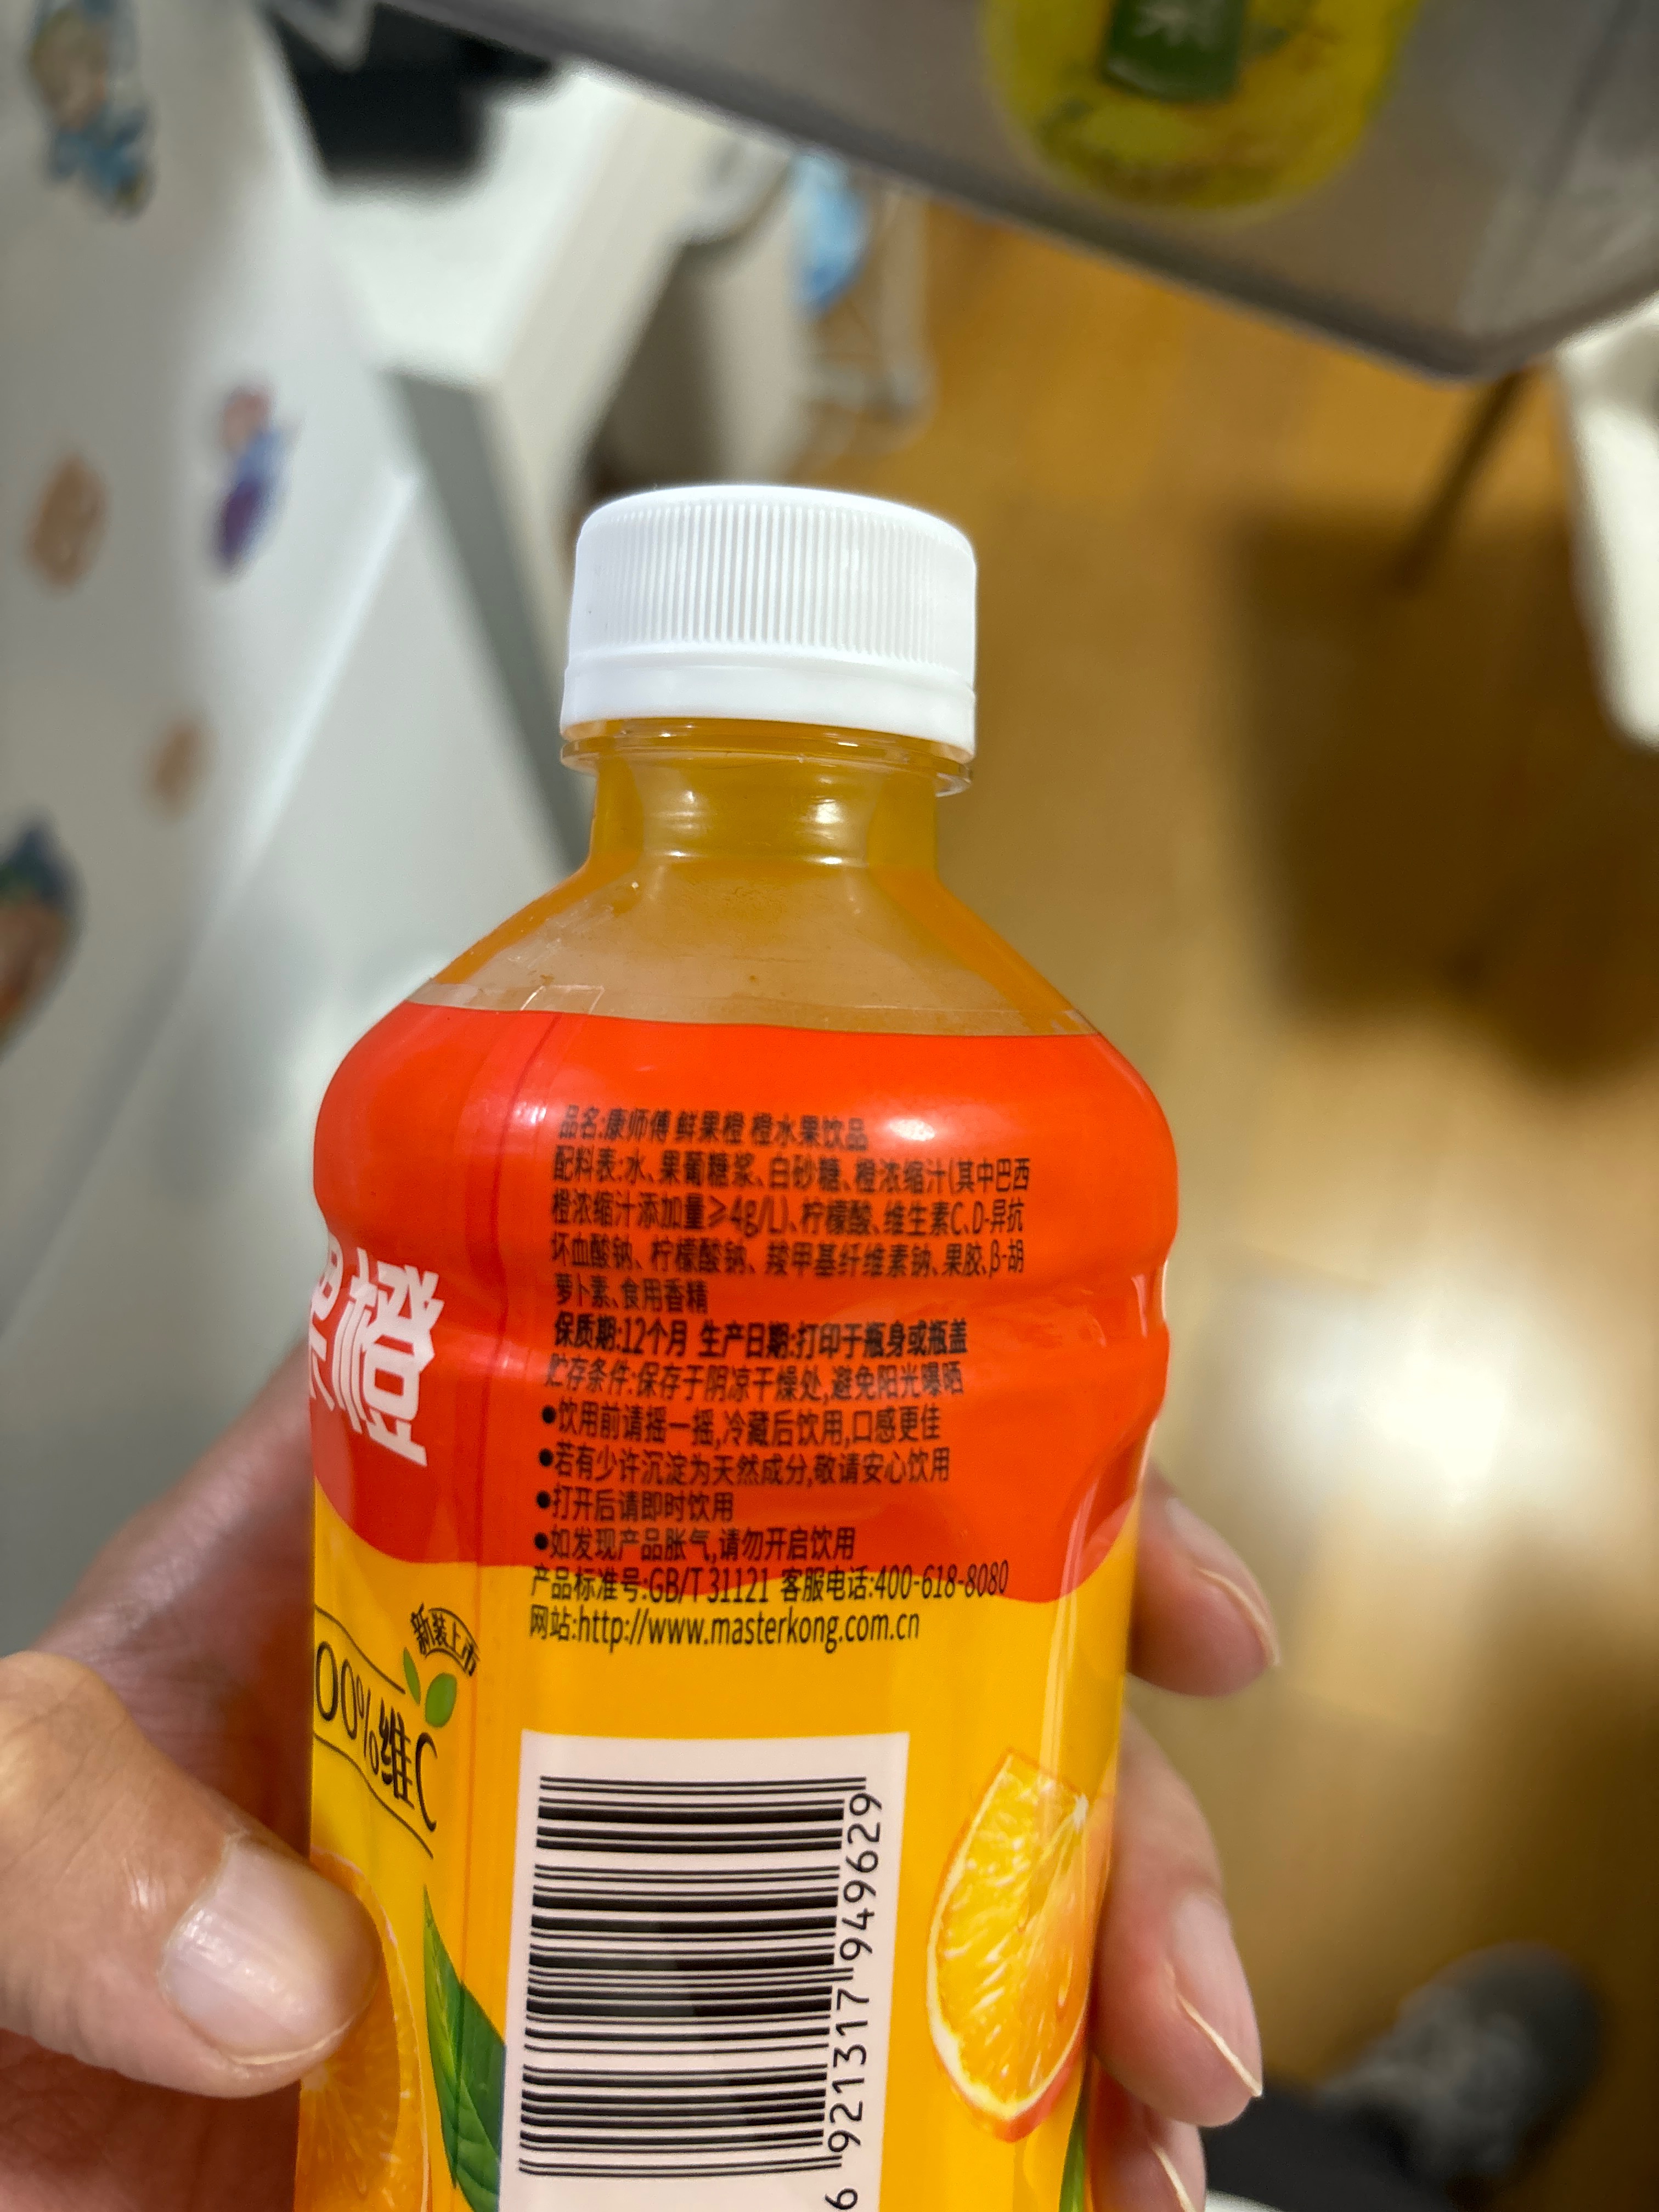 品名:康师傅 鲜果橙 橙水果饮品
配料表:水、果葡糖浆、白砂糖、橙浓缩汁(其中巴西
橙浓缩汁添加量≥4g/L)、柠檬酸、维生素C、D-异抗
坏血酸钠、柠檬酸钠、羧甲基纤维素钠、果胶、β-胡
萝卜素、食用香精
保质期:12个月 生产日期:打印于瓶身或瓶盖
贮存条件:保存于阴凉干燥处,避免阳光曝晒
●饮用前请摇一摇,冷藏后饮用,口感更佳
●若有少许沉淀为天然成分,敬请安心饮用
●打开后请即时饮用
●如发现产品胀气,请勿开启饮用
产品标准号:GB/T 31121 客服电话:400-618-8080
网站:http://www.masterkong.com.cn
果橙
新装上市
00%维C
6 921317 949629